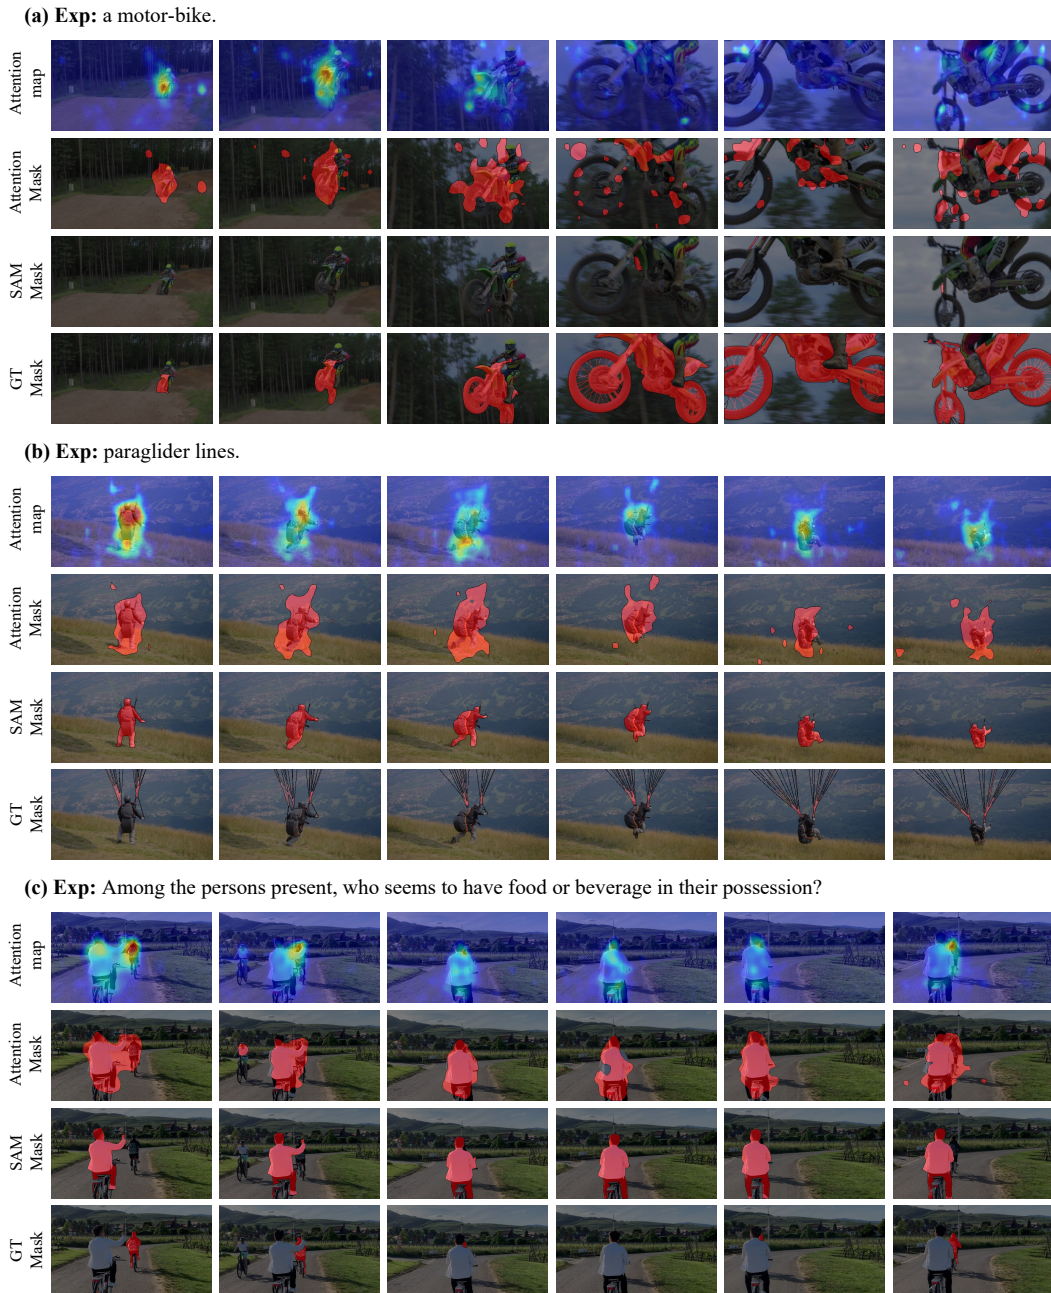 (a) Exp: a motor-bike.
Attention
map
Attention
Mask
SAM
Mask
GT
Mask
(b) Exp: paraglider lines.
Attention
map
Attention
Mask
SAM
Mask
GT
Mask
(c) Exp: Among the persons present, who seems to have food or beverage in their possession?
Attention
map
Attention
Mask
SAM
Mask
GT
Mask